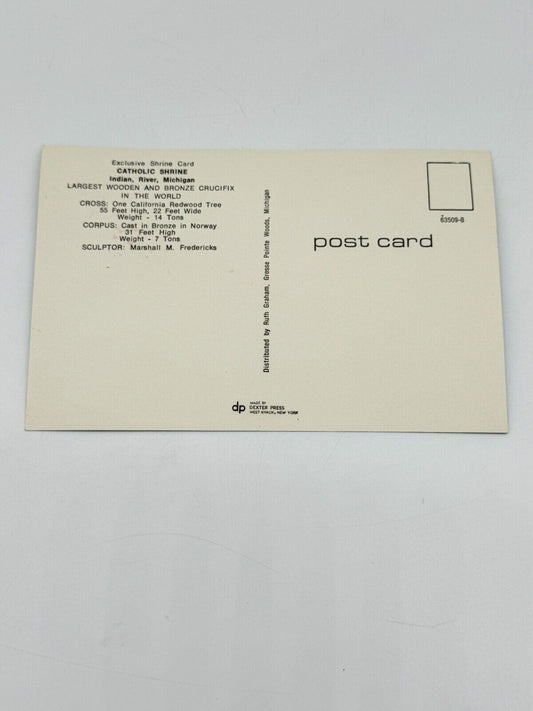 Exclusive Shrine Card
CATHOLIC SHRINE
Indian, River, Michigan
LARGEST WOODEN AND BRONZE CRUCIFIX
IN THE WORLD
CROSS: One California Redwood Tree
55 Feet High, 22 Feet Wide
Weight - 14 Tons
CORPUS: Cast in Bronze in Norway
31 Feet High
Weight - 7 Tons
SCULPTOR: Marshall M. Fredericks
Distributed by Ruth Graham, Grosse Pointe Woods, Michigan
63509-B
post card
dp
MADE BY
DEXTER PRESS
WEST NYACK, NEW YORK